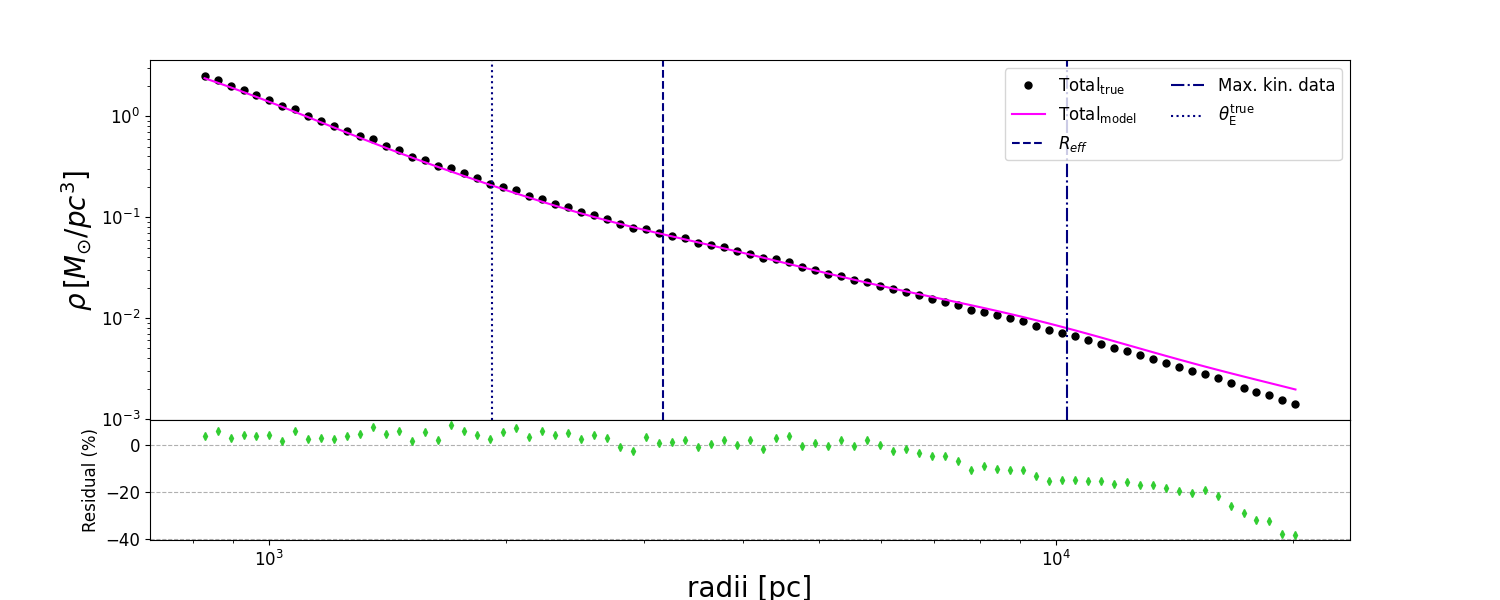 Total_true
Total_model
R_eff
Max. kin. data
θ_E^true
10^0
10^−1
10^−2
10^−3
ρ [M_⊙/pc^3]
0
−20
−40
Residual (%)
10^3
10^4
radii [pc]